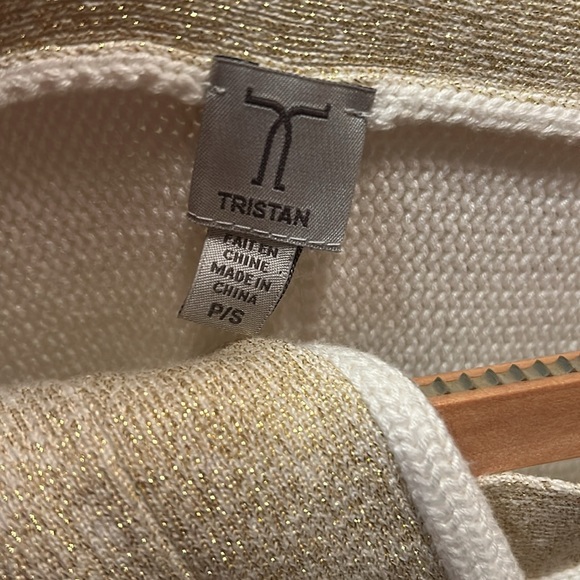 TRISTAN
FAIT EN
CHINE
MADE IN
CHINA
P/S